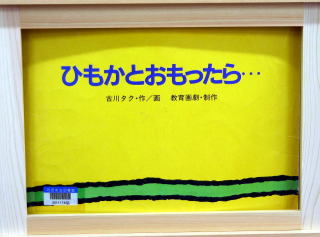 ひもかとおもったら…
古川タク・作／画　教育画劇・制作